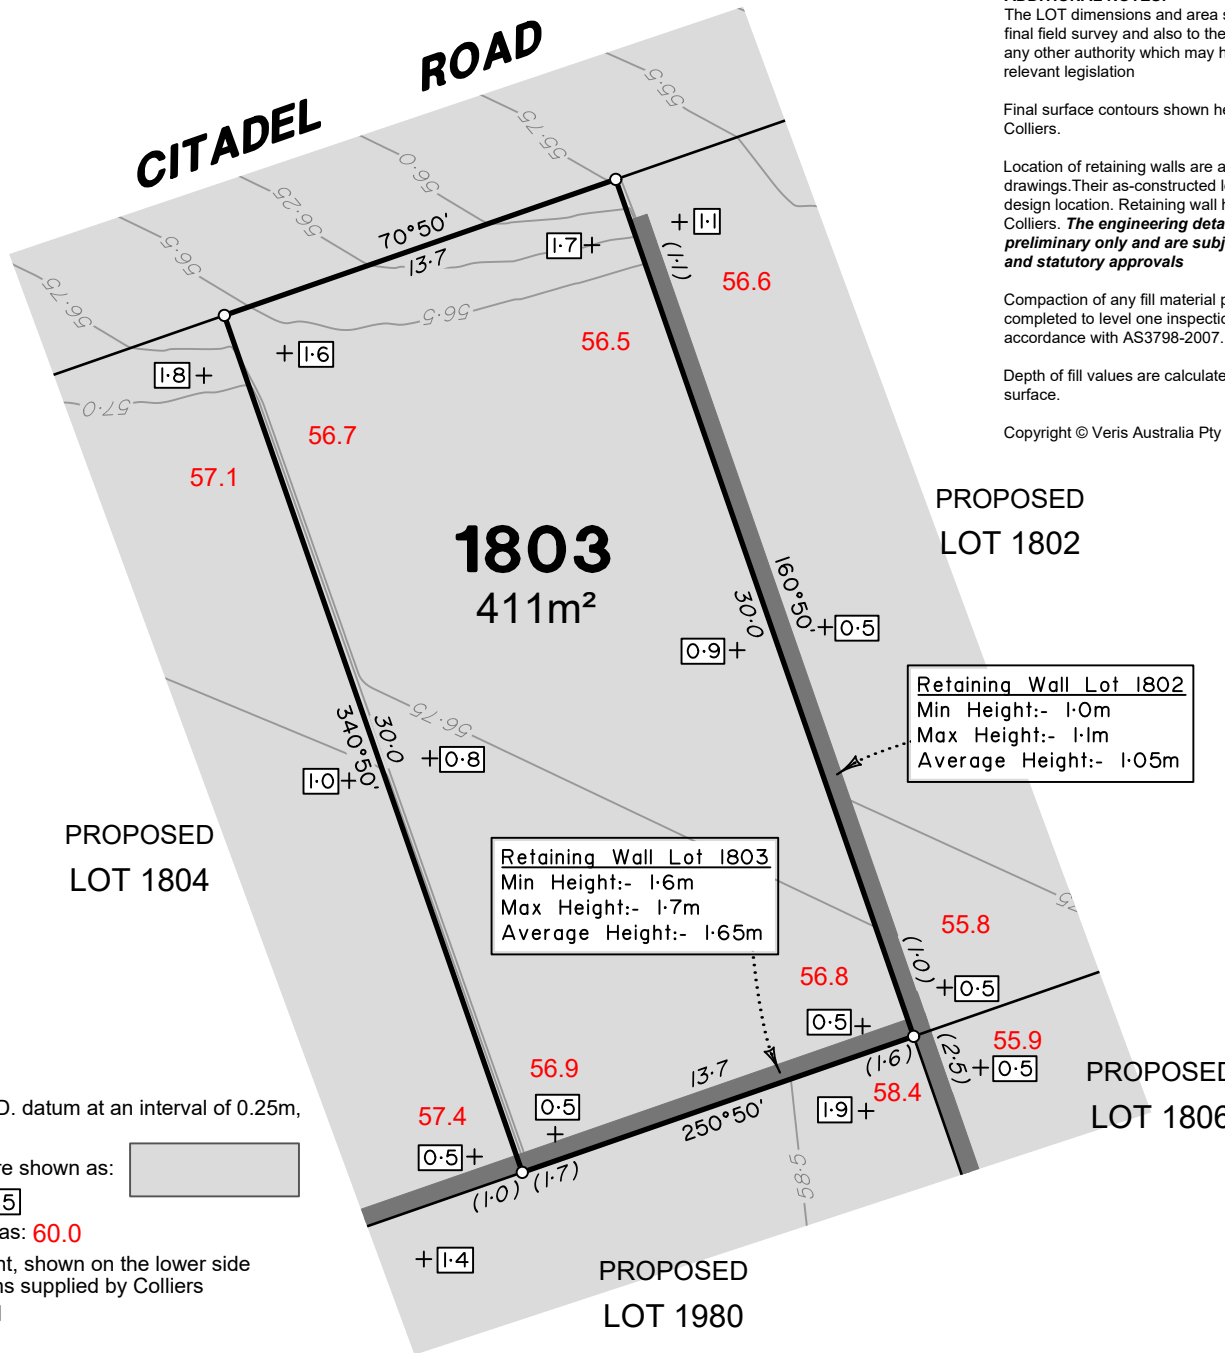 ADDITIONAL NOTES:
The LOT dimensions and area
final field survey and also to the
any other authority which may
relevant legislation
Final surface contours shown
Colliers.
Location of retaining walls are
drawings.Their as-constructed
design location. Retaining wall
Colliers. The engineering
preliminary only and are
and statutory approvals
Compaction of any fill material
completed to level one
accordance with AS3798-2007.
Depth of fill values are
surface.
Copyright © Veris Australia Pty
CITADEL ROAD
55·5
55·75
56·0
56·25
56·5
56·75
57·0
70°50'
13·7
1·7
1·1
(1·1)
56.6
56.5
56·5
1·6
1·8
56.7
57.1
1803
411m²
PROPOSED
LOT 1802
160°50'
30·0
0·5
0·9
Retaining Wall Lot 1802
Min Height:- 1·0m
Max Height:- 1·1m
Average Height:- 1·05m
340°50'
30·0
56·75
0·8
1·0
PROPOSED
LOT 1804
Retaining Wall Lot 1803
Min Height:- 1·6m
Max Height:- 1·7m
Average Height:- 1·65m
55.8
(1·0)
0·5
56.8
0·5
55.9
(2·5)
0·5
PROPOSED
LOT 1806
56.9
0·5
13·7
250°50'
(1·6)
58.4
1·9
57.4
0·5
(1·0)
(1·7)
58·5
1·4
PROPOSED
LOT 1980
datum at an interval of 0.25m,
shown as:
as: 60.0
shown on the lower side
supplied by Colliers